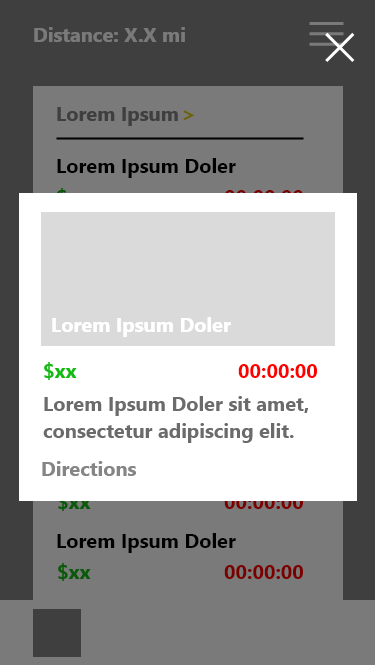 Distance: X.X mi
Lorem Ipsum >
Lorem Ipsum Doler
Lorem Ipsum Doler
$xx 00:00:00
Lorem Ipsum Doler sit amet,
consectetur adipiscing elit.
Directions
$xx 00:00:00
Lorem Ipsum Doler
$xx 00:00:00